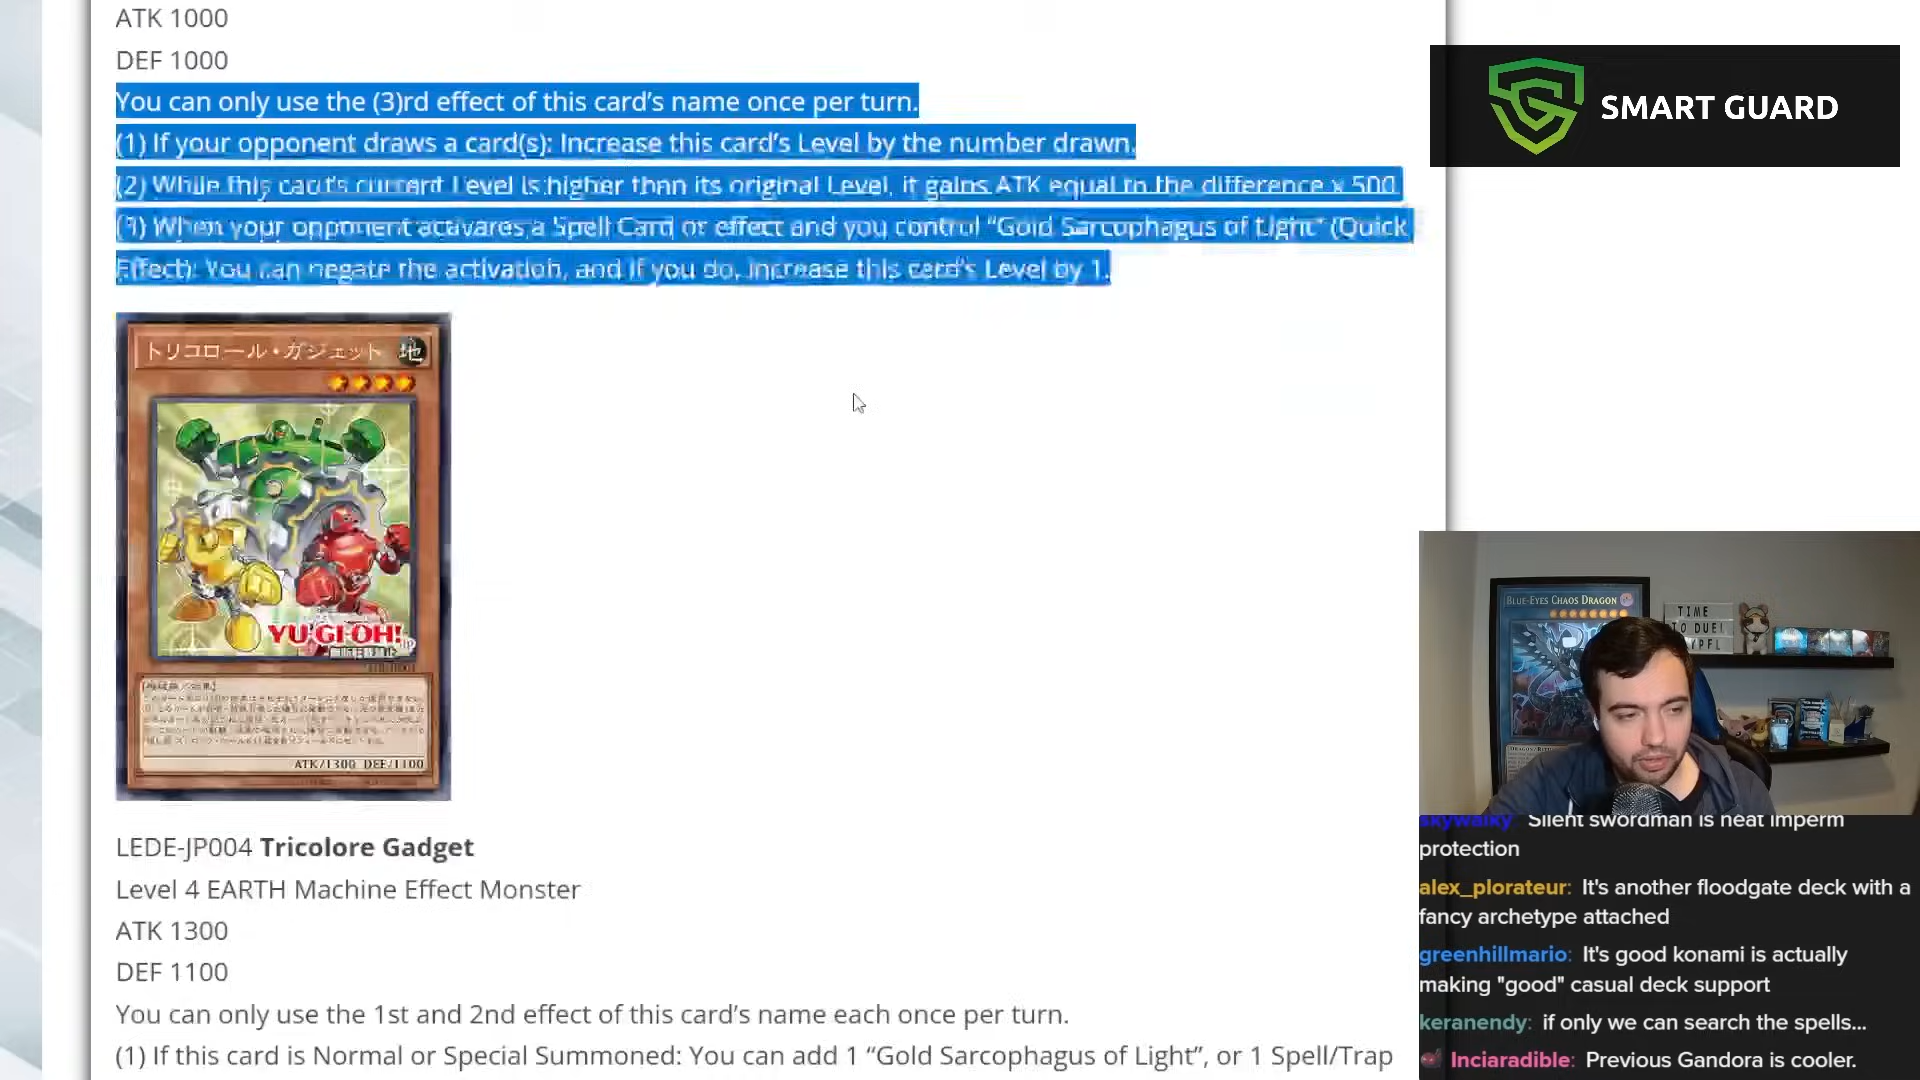 ATK 1000
DEF 1000
You can only use the (3)rd effect of this card’s name once per turn.
(1) If your opponent draws a card(s): Increase this card’s Level by the number drawn.
(2) While this card’s current Level is higher than its original Level, it gains ATK equal to the difference x 500
(3) When your opponent activates a Spell Card or effect and you control “Gold Sarcophagus of Light” (Quick
Effect): You can negate the activation, and if you do, increase this card’s Level by 1.
トリコロール・ガジェット 地
YU-GI-OH!
ATK/1300 DEF/1100
LEDE-JP004 Tricolore Gadget
Level 4 EARTH Machine Effect Monster
ATK 1300
DEF 1100
You can only use the 1st and 2nd effect of this card’s name each once per turn.
(1) If this card is Normal or Special Summoned: You can add 1 “Gold Sarcophagus of Light”, or 1 Spell/Trap
SMART GUARD
BLUE-EYES CHAOS DRAGON
TIME
TO DUEL
skywalky: Silent swordman is neat imperm
protection
alex_plorateur: It's another floodgate deck with a
fancy archetype attached
greenhillmario: It's good konami is actually
making "good" casual deck support
keranendy: if only we can search the spells...
Inciaradible: Previous Gandora is cooler.